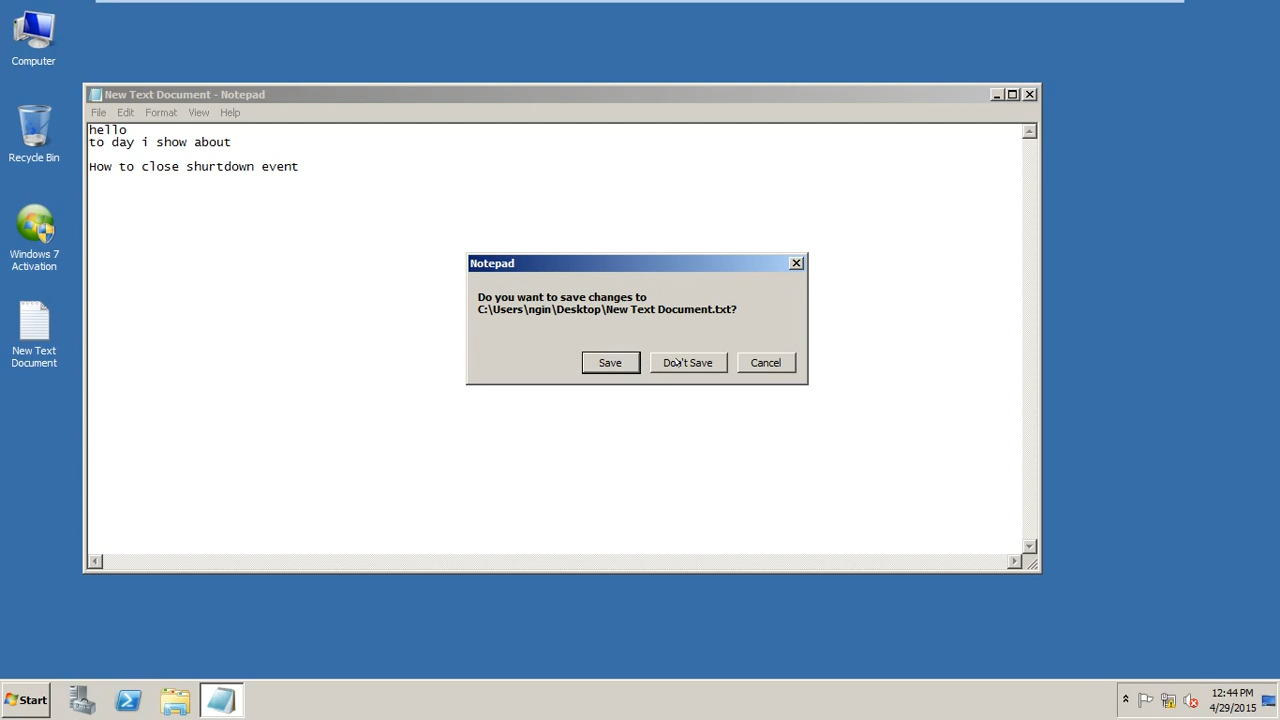 Computer
Recycle Bin
Windows 7
Activation
New Text
Document
New Text Document - Notepad
File Edit Format View Help
hello
to day i show about
How to close shurtdown event
Notepad
Do you want to save changes to
C:\Users\ngin\Desktop\New Text Document.txt?
Save Don't Save Cancel
Start
12:44 PM
4/29/2015